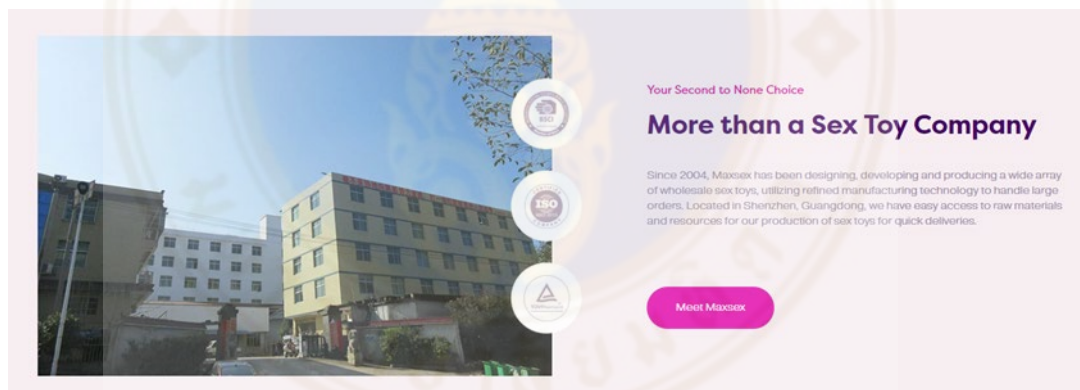 Your Second to None Choice
More than a Sex Toy Company
Since 2004, Maxsex has been designing, developing and producing a wide array
of wholesale sex toys, utilizing refined manufacturing technology to handle large
orders. Located in Shenzhen, Guangdong, we have easy access to raw materials
and resources for our production of sex toys for quick deliveries.
Meet Maxsex
BSCI
ISO